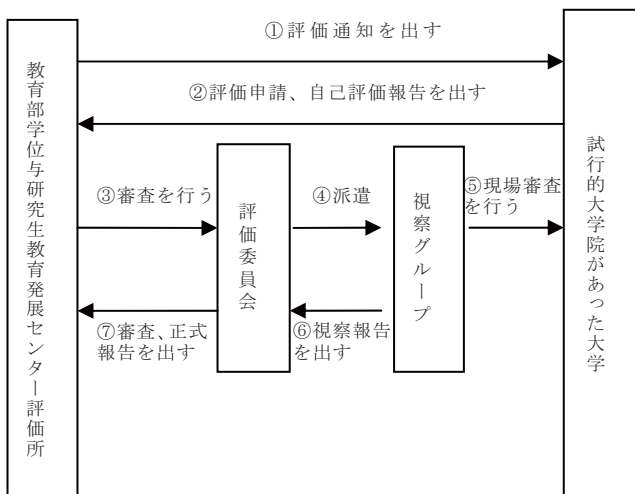 ①評価通知を出す
②評価申請、自己評価報告を出す
教育部学位与研究生教育発展センター評価所
③審査を行う
評価委員会
④派遣
視察グループ
⑤現場審査
を行う
試行的大学院があった大学
⑦審査、正式
報告を出す
⑥視察報告
を出す